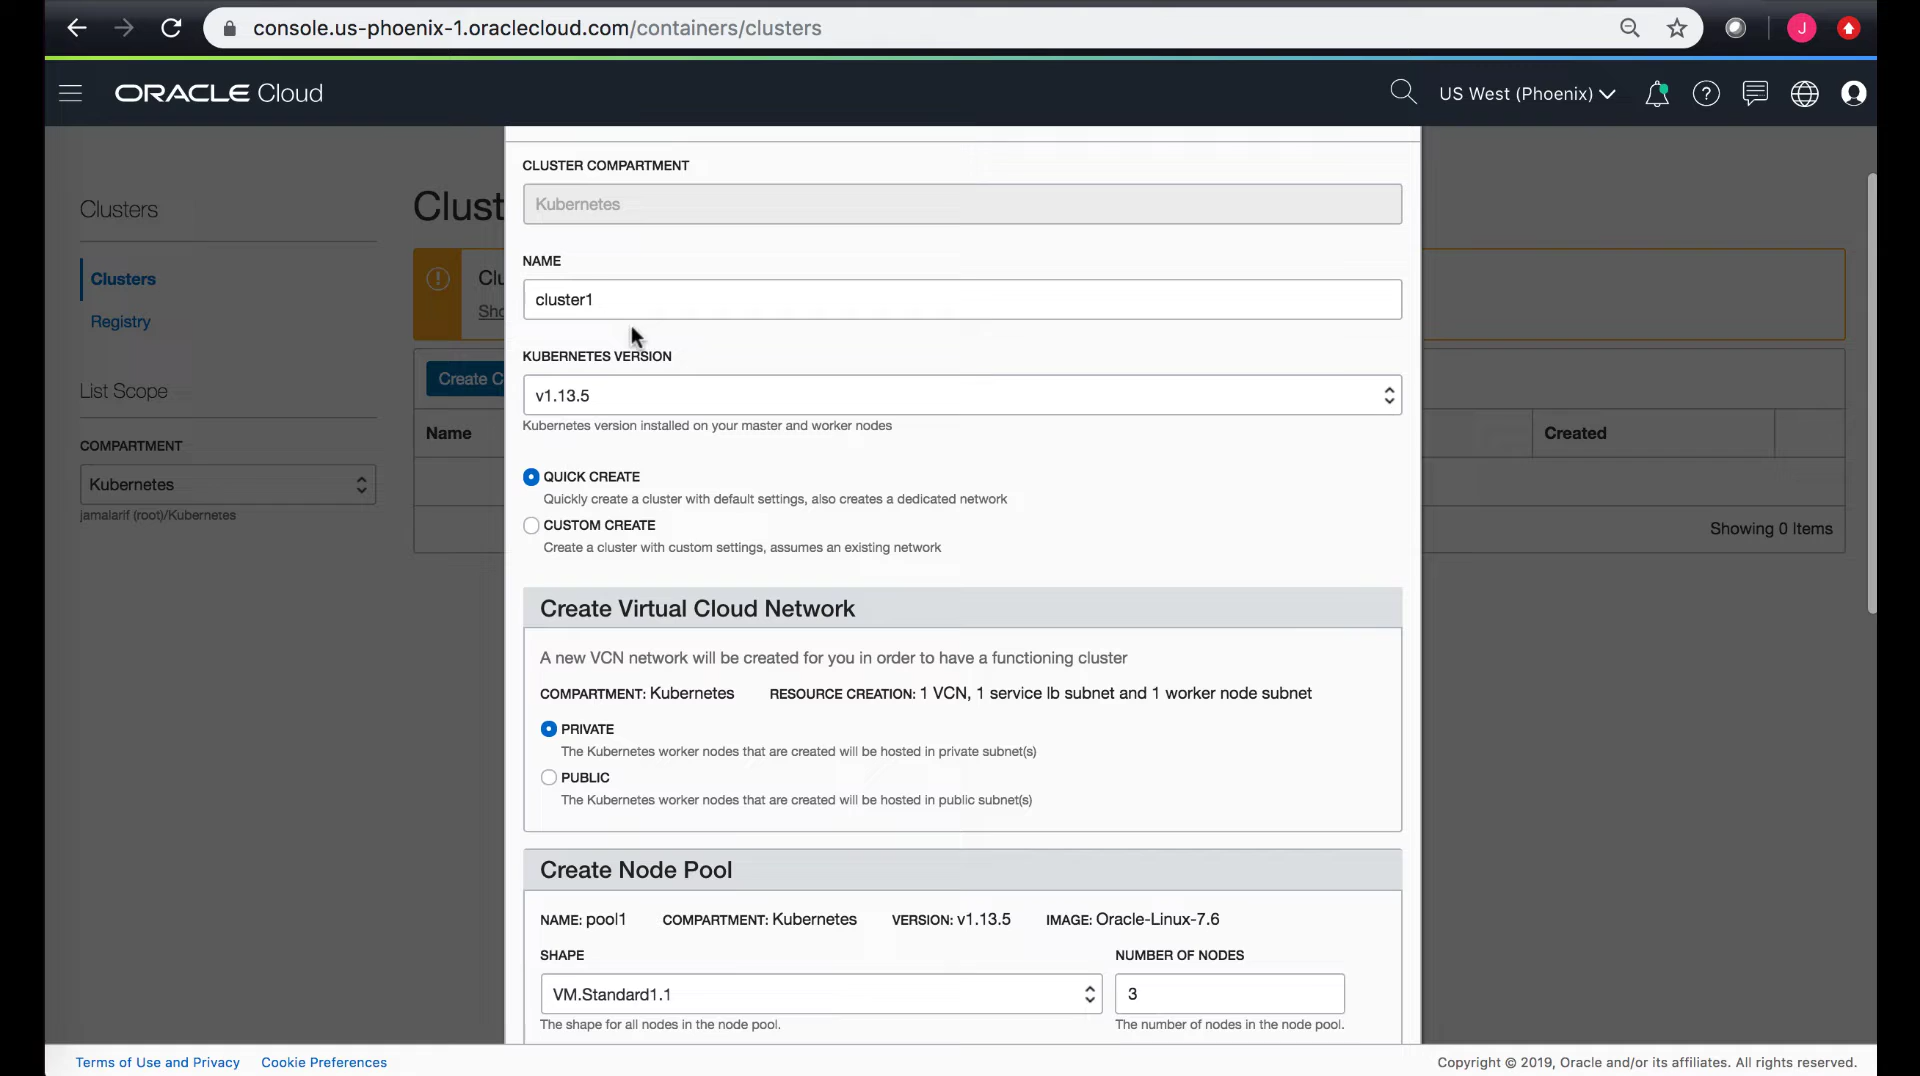 console.us-phoenix-1.oraclecloud.com/containers/clusters
J
ORACLE Cloud
US West (Phoenix)
Clusters
Clusters
Registry
List Scope
COMPARTMENT
Kubernetes
jamalarif (root)/Kubernetes
Clust
Clu
Sho
Create C
Name
Created
Showing 0 Items
CLUSTER COMPARTMENT
Kubernetes
NAME
cluster1
KUBERNETES VERSION
v1.13.5
Kubernetes version installed on your master and worker nodes
QUICK CREATE
Quickly create a cluster with default settings, also creates a dedicated network
CUSTOM CREATE
Create a cluster with custom settings, assumes an existing network
Create Virtual Cloud Network
A new VCN network will be created for you in order to have a functioning cluster
COMPARTMENT: Kubernetes RESOURCE CREATION: 1 VCN, 1 service lb subnet and 1 worker node subnet
PRIVATE
The Kubernetes worker nodes that are created will be hosted in private subnet(s)
PUBLIC
The Kubernetes worker nodes that are created will be hosted in public subnet(s)
Create Node Pool
NAME: pool1 COMPARTMENT: Kubernetes VERSION: v1.13.5 IMAGE: Oracle-Linux-7.6
SHAPE NUMBER OF NODES
VM.Standard1.1 3
The shape for all nodes in the node pool. The number of nodes in the node pool.
Terms of Use and Privacy Cookie Preferences
Copyright © 2019, Oracle and/or its affiliates. All rights reserved.